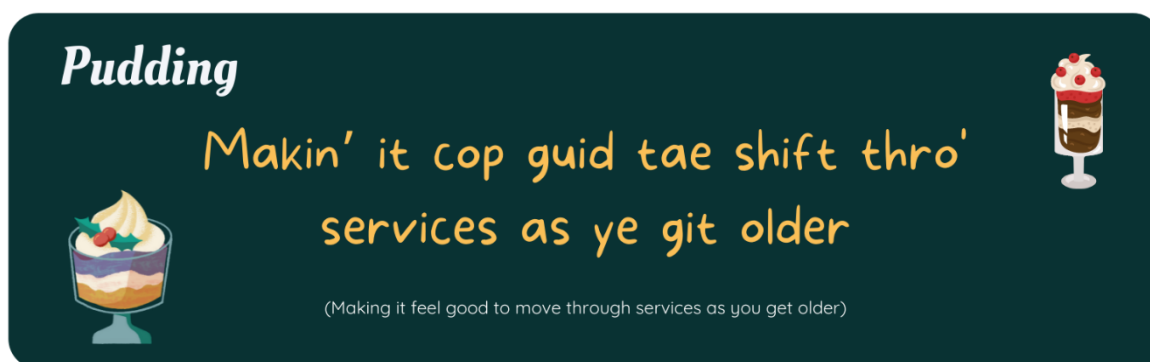 Pudding
Makin' it cop guid tae shift thro'
services as ye git older
(Making it feel good to move through services as you get older)